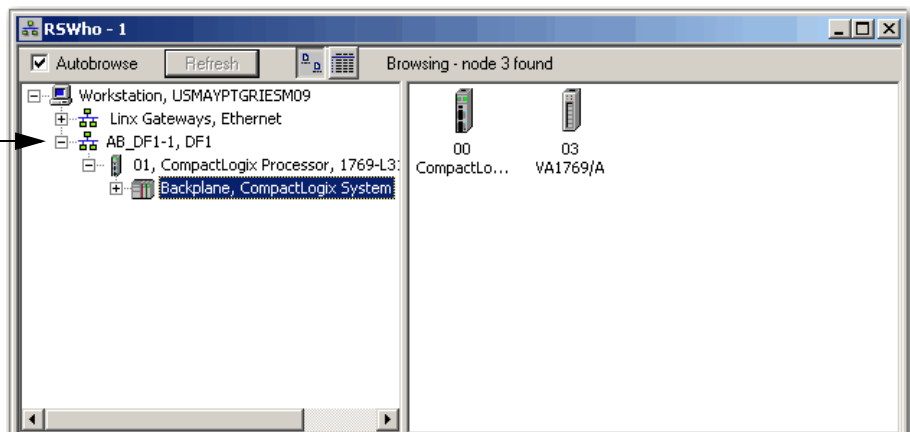 RSWho - 1
Autobrowse Refresh Browsing - node 3 found
Workstation, USMAYPTGRIESM09
Linx Gateways, Ethernet
AB_DF1-1, DF1
01, CompactLogix Processor, 1769-L3
Backplane, CompactLogix System
00
CompactLo...
03
VA1769/A